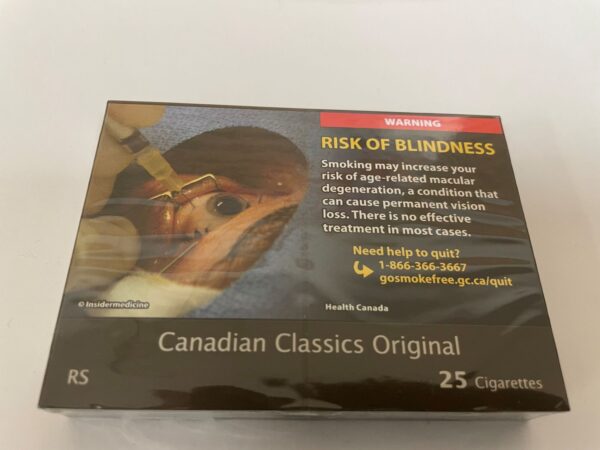 WARNING
RISK OF BLINDNESS
Smoking may increase your
risk of age-related macular
degeneration, a condition that
can cause permanent vision
loss. There is no effective
treatment in most cases.
Need help to quit?
1-866-366-3667
gosmokefree.gc.ca/quit
© Insidermedicine
Health Canada
Canadian Classics Original
RS
25 Cigarettes